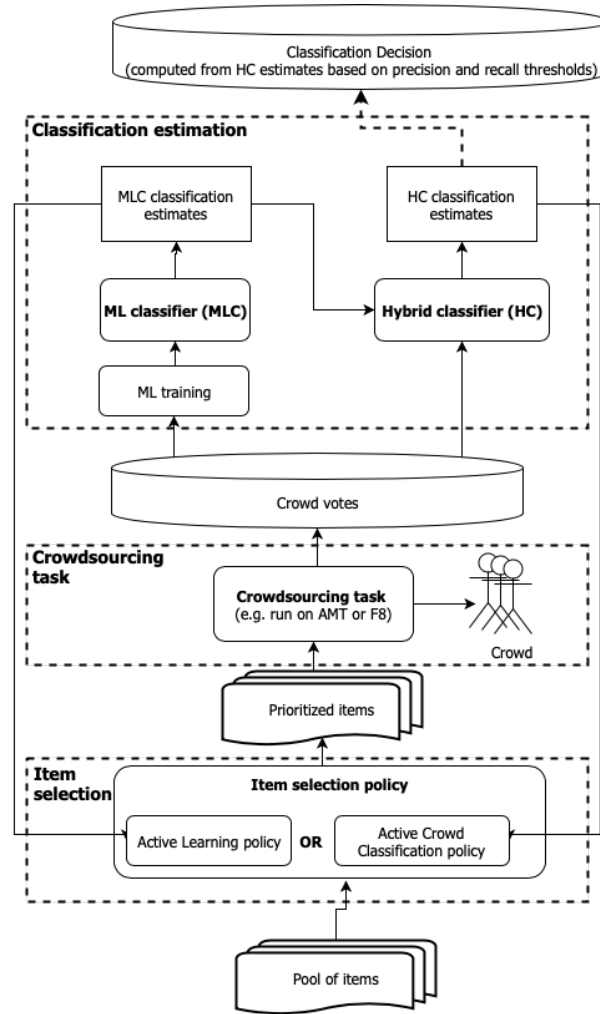 Classification Decision
(computed from HC estimates based on precision and recall thresholds)
Classification estimation
MLC classification
estimates
HC classification
estimates
ML classifier (MLC)
Hybrid classifier (HC)
ML training
Crowd votes
Crowdsourcing
task
Crowdsourcing task
(e.g. run on AMT or F8)
Crowd
Prioritized items
Item
selection
Item selection policy
Active Learning policy
OR
Active Crowd
Classification policy
Pool of items